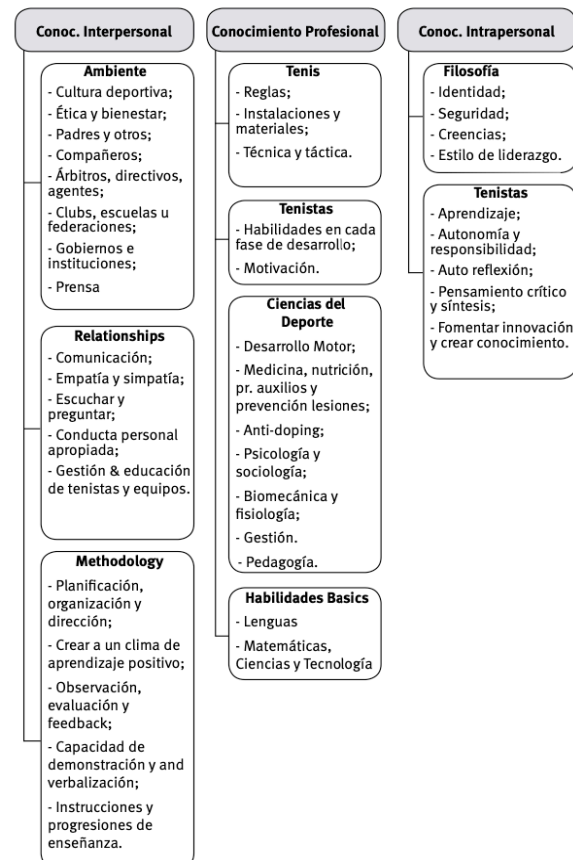 Conoc. Interpersonal
Ambiente
- Cultura deportiva;
- Ética y bienestar;
- Padres y otros;
- Compañeros;
- Árbitros, directivos,
agentes;
- Clubs, escuelas u
federaciones;
- Gobiernos e
instituciones;
- Prensa
Relationships
- Comunicación;
- Empatía y simpatía;
- Escuchar y
preguntar;
- Conducta personal
apropiada;
- Gestión & educación
de tenistas y equipos.
Methodology
- Planificación,
organización y
dirección;
- Crear a un clima de
aprendizaje positivo;
- Observación,
evaluación y
feedback;
- Capacidad de
demonstración y and
verbalización;
- Instrucciones y
progresiones de
enseñanza.
Conocimiento Profesional
Tenis
- Reglas;
- Instalaciones y
materiales;
- Técnica y táctica.
Tenistas
- Habilidades en cada
fase de desarrollo;
- Motivación.
Ciencias del
Deporte
- Desarrollo Motor;
- Medicina, nutrición,
pr. auxilios y
prevención lesiones;
- Anti-doping;
- Psicología y
sociología;
- Biomecánica y
fisiología;
- Gestión.
- Pedagogía.
Habilidades Basics
- Lenguas
- Matemáticas,
Ciencias y Tecnología
Conoc. Intrapersonal
Filosofía
- Identidad;
- Seguridad;
- Creencias;
- Estilo de liderazgo.
Tenistas
- Aprendizaje;
- Autonomía y
responsibilidad;
- Auto reflexión;
- Pensamiento crítico
y síntesis;
- Fomentar innovación
y crear conocimiento.